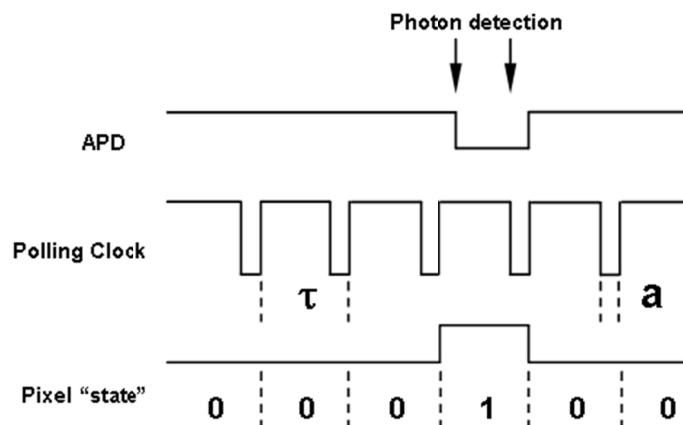 Photon detection
APD
Polling Clock
τ
a
Pixel “state”
0 0 0 1 0 0